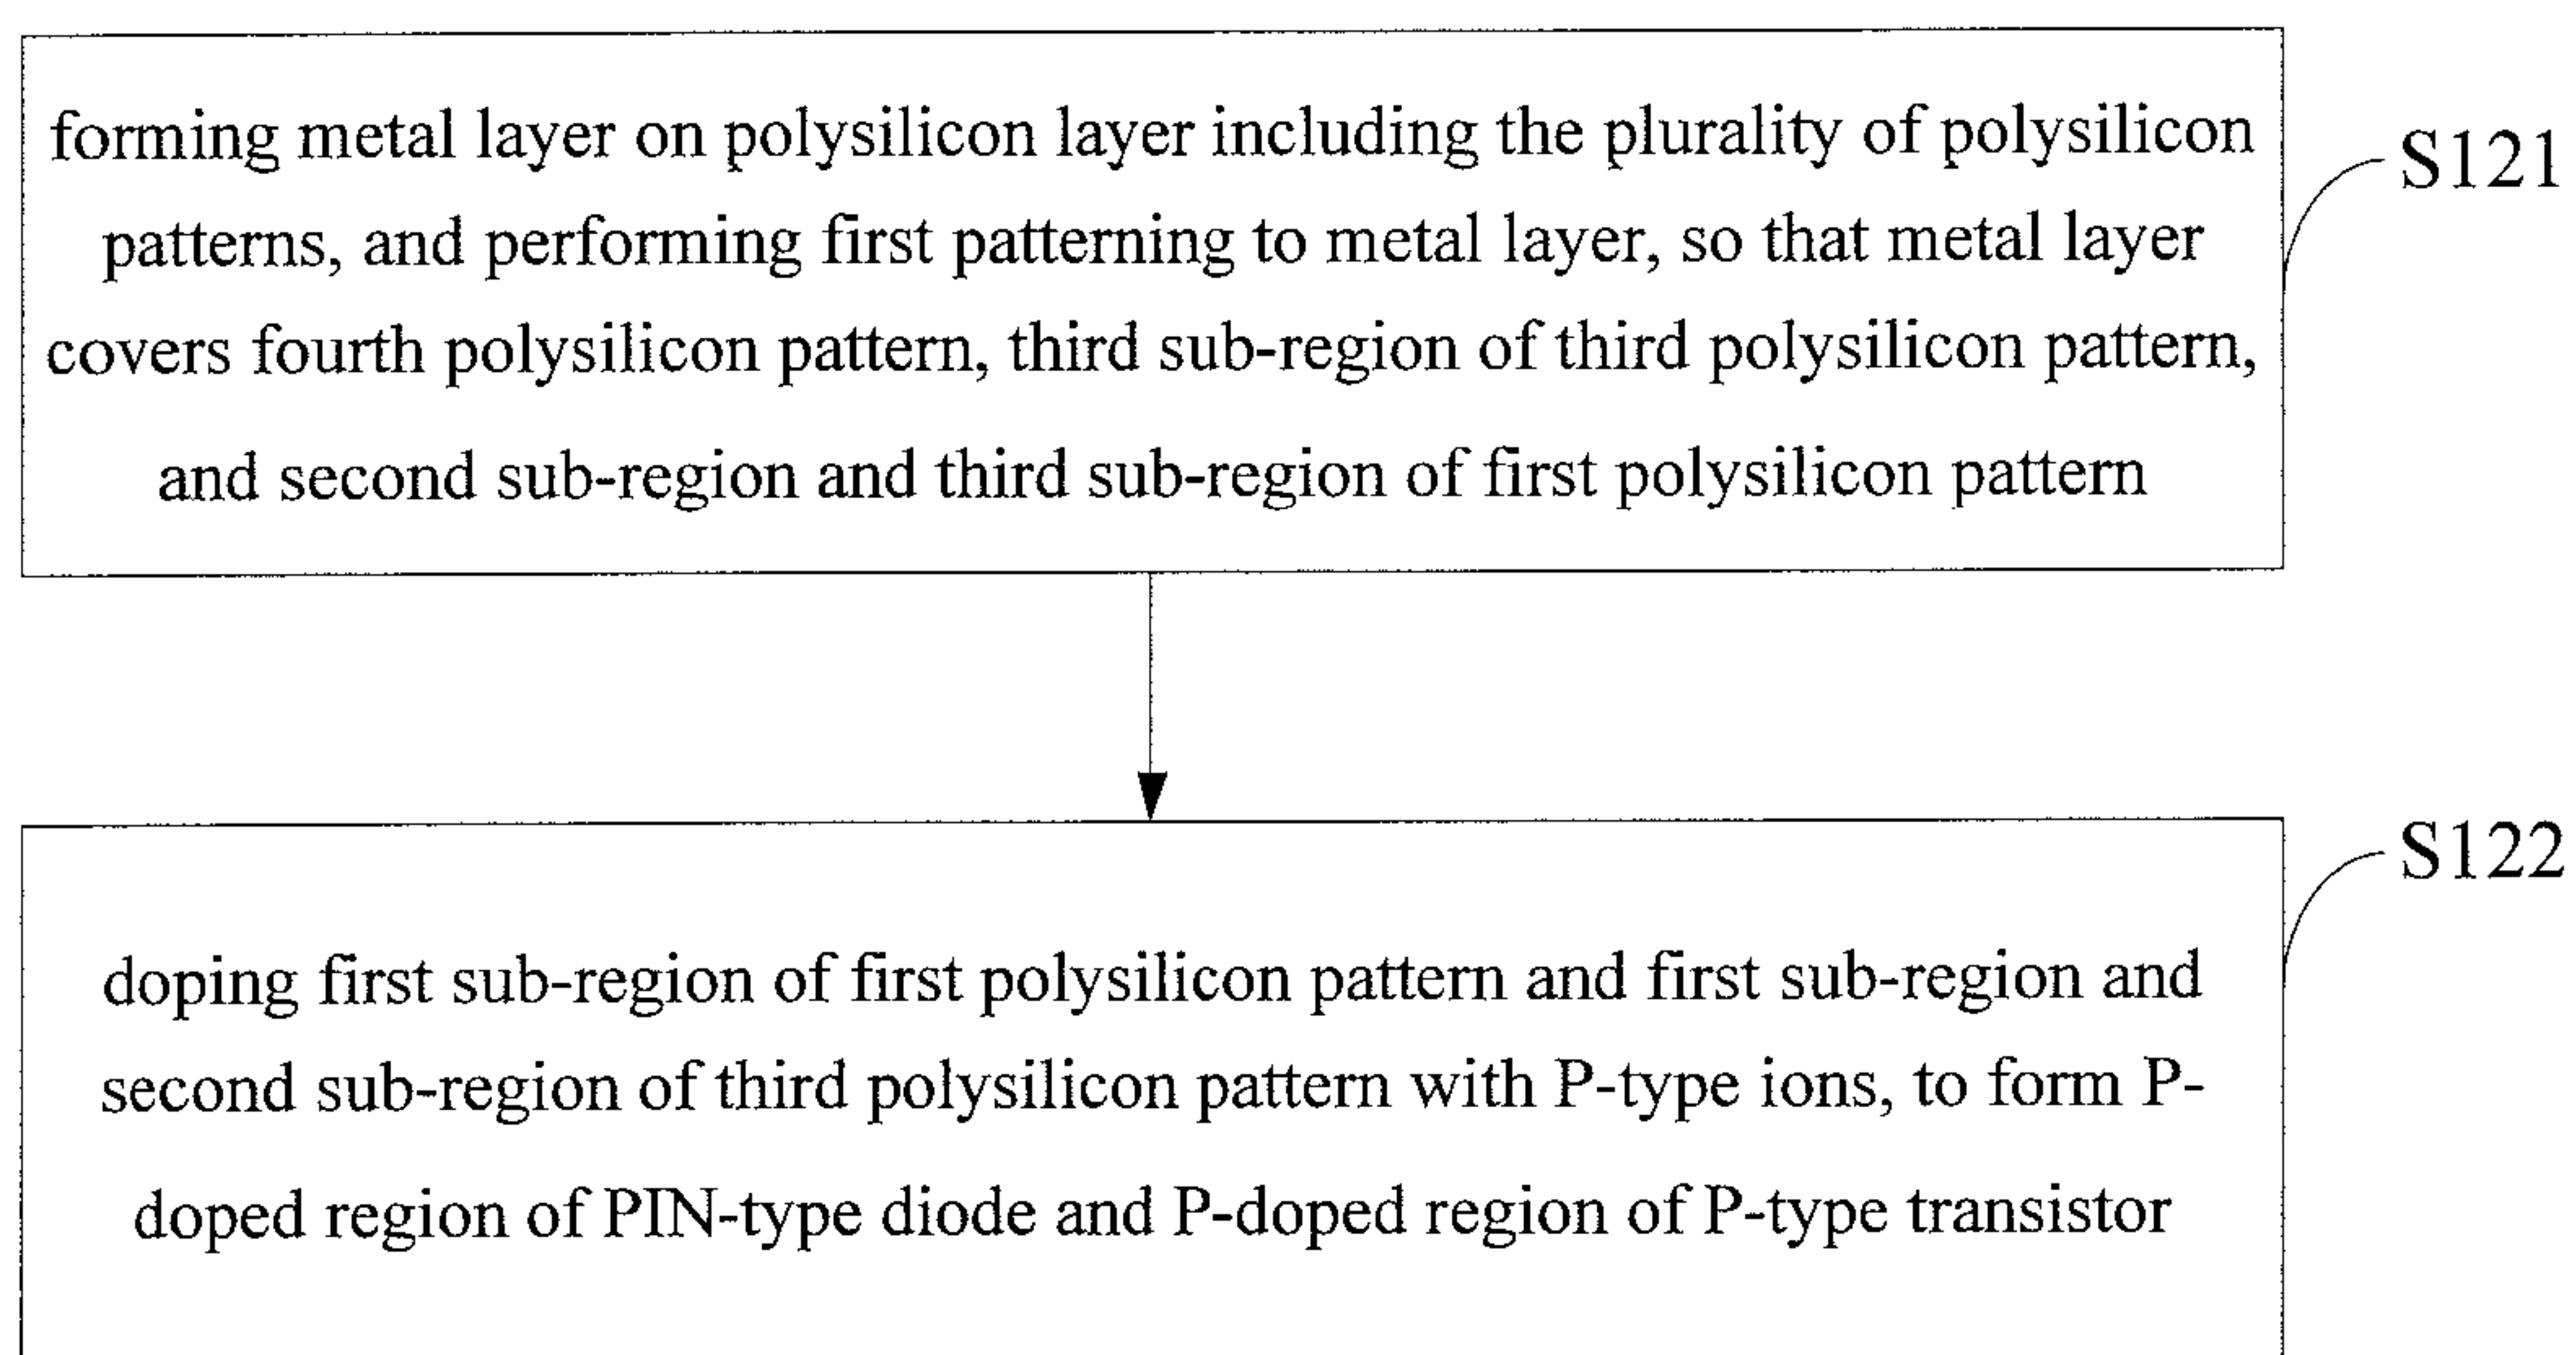 forming metal layer on polysilicon layer including the plurality of polysilicon
patterns, and performing first patterning to metal layer, so that metal layer
covers fourth polysilicon pattern, third sub-region of third polysilicon pattern,
and second sub-region and third sub-region of first polysilicon pattern
S121
doping first sub-region of first polysilicon pattern and first sub-region and
second sub-region of third polysilicon pattern with P-type ions, to form P-
doped region of PIN-type diode and P-doped region of P-type transistor
S122